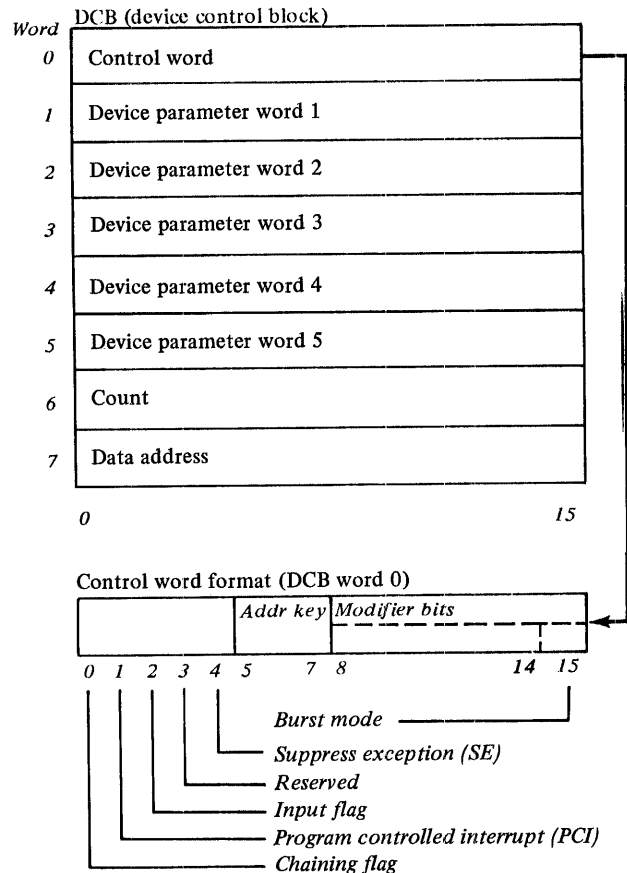 DCB (device control block)
Word
0 Control word
1 Device parameter word 1
2 Device parameter word 2
3 Device parameter word 3
4 Device parameter word 4
5 Device parameter word 5
6 Count
7 Data address
0 15
Control word format (DCB word 0)
Addr key Modifier bits
0 1 2 3 4 5 7 8 14 15
Burst mode
Suppress exception (SE)
Reserved
Input flag
Program controlled interrupt (PCI)
Chaining flag